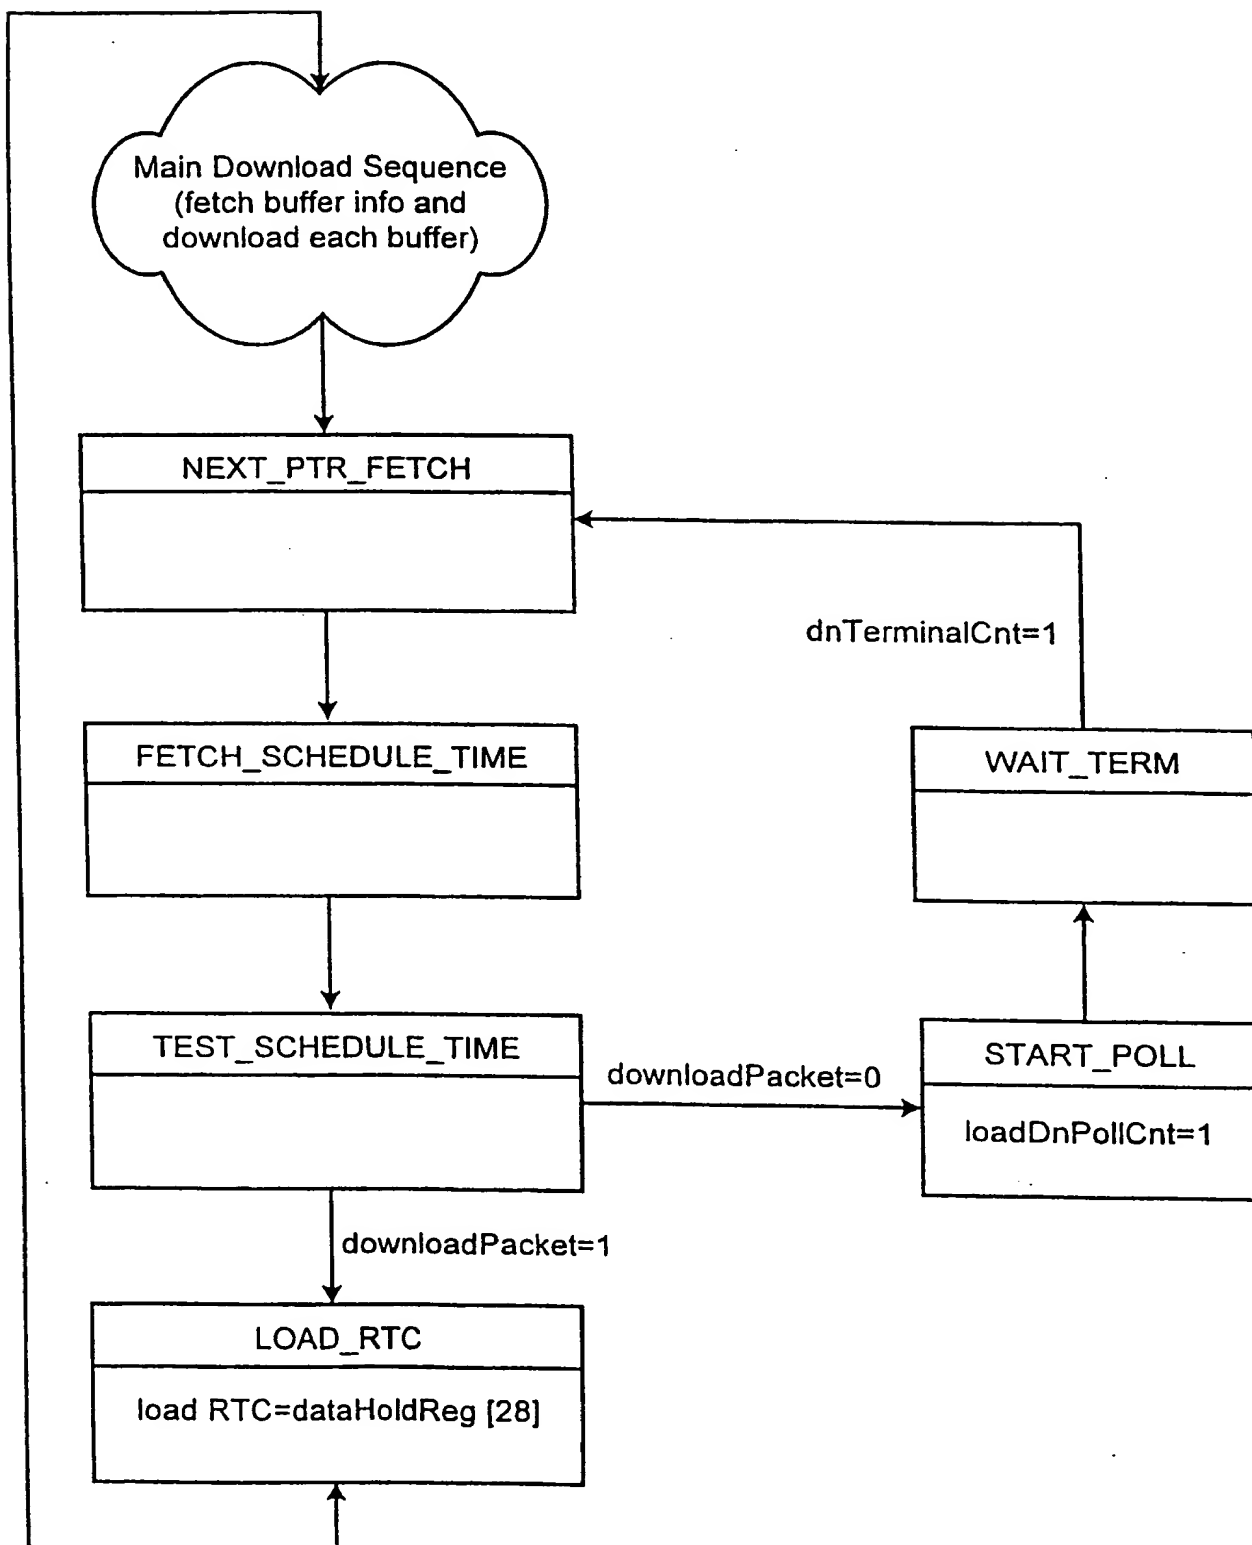 Main Download Sequence
(fetch buffer info and
download each buffer)
NEXT_PTR_FETCH
dnTerminalCnt=1
FETCH_SCHEDULE_TIME
WAIT_TERM
TEST_SCHEDULE_TIME
downloadPacket=0
START_POLL
loadDnPollCnt=1
downloadPacket=1
LOAD_RTC
load RTC=dataHoldReg [28]